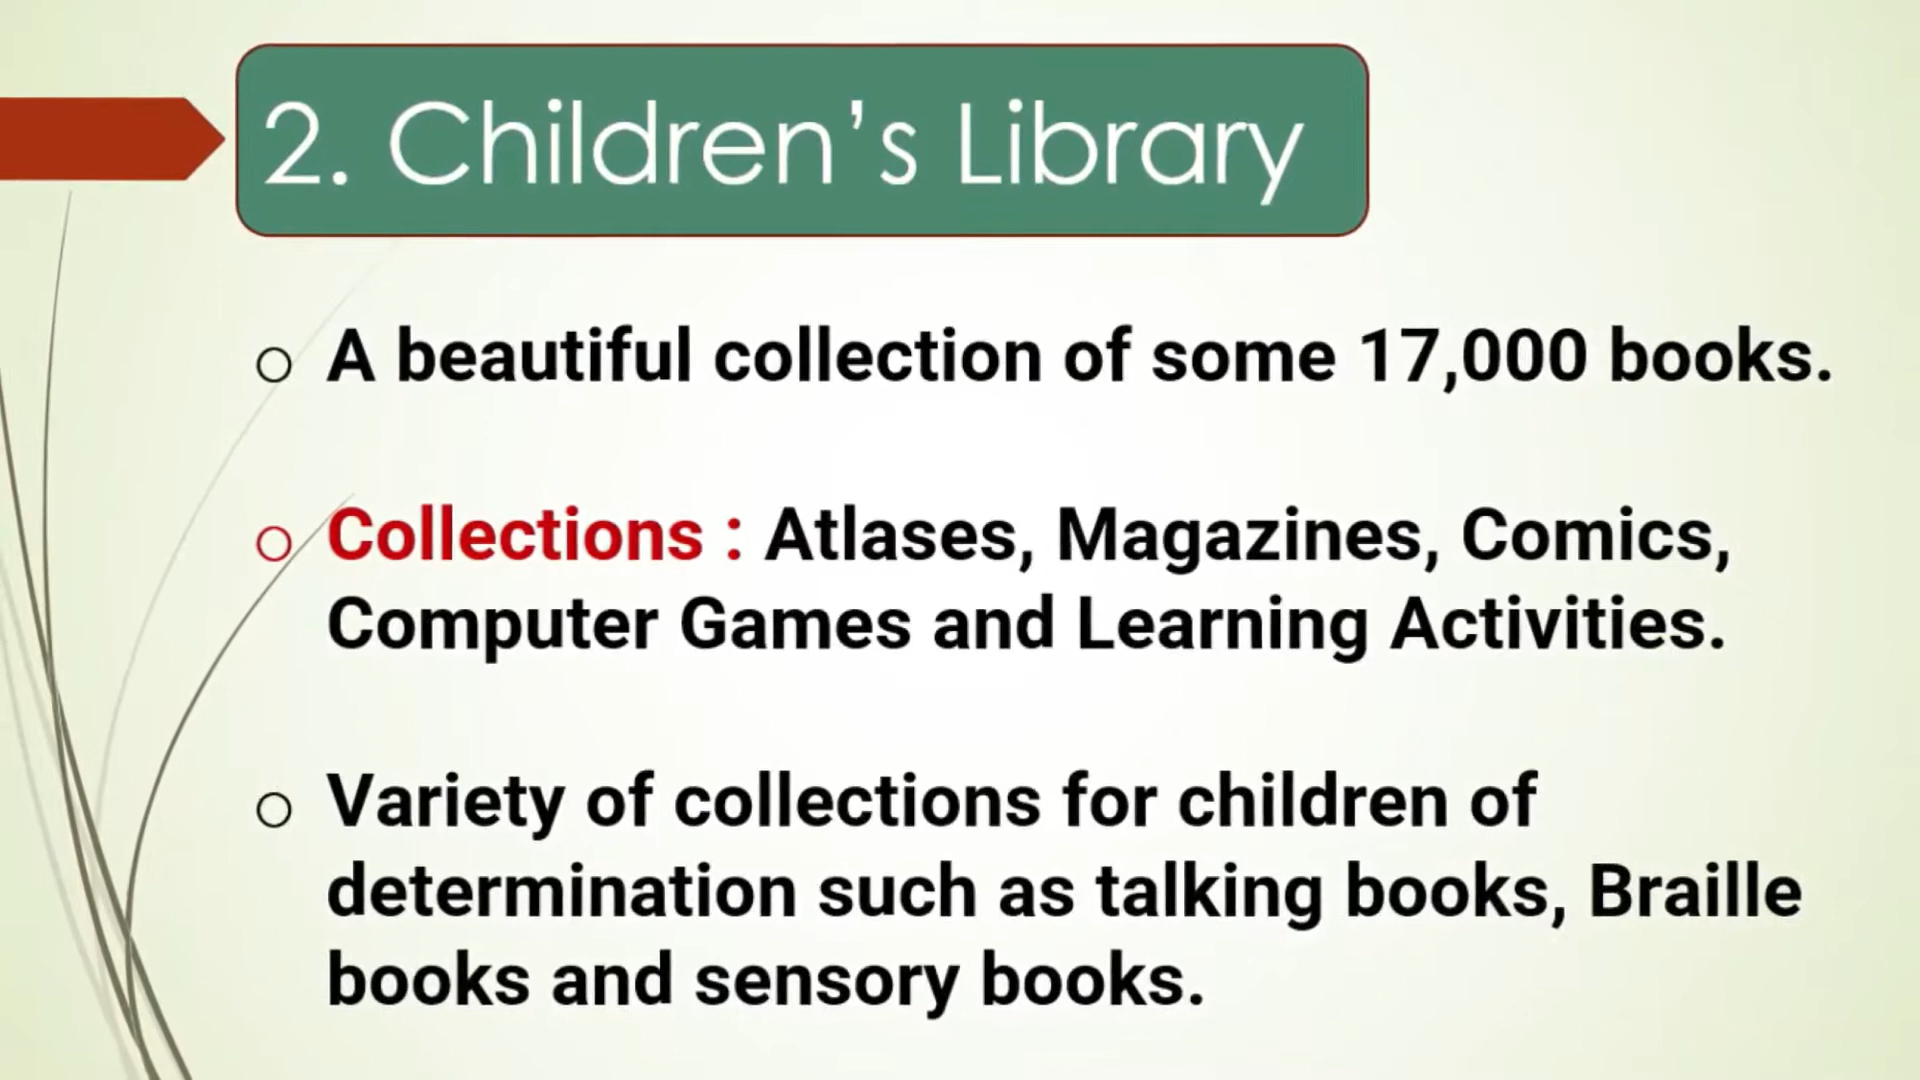 2. Children’s Library
A beautiful collection of some 17,000 books.
Collections : Atlases, Magazines, Comics,
Computer Games and Learning Activities.
Variety of collections for children of
determination such as talking books, Braille
books and sensory books.